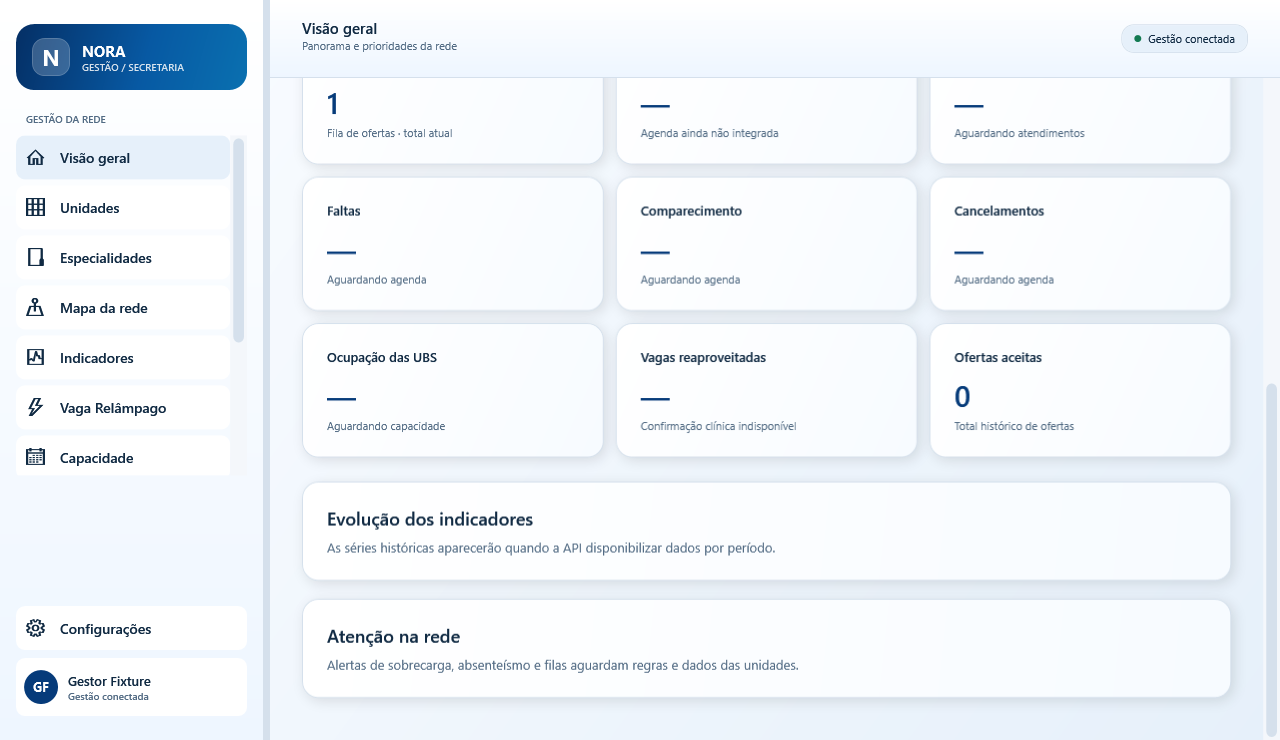 N
NORA
GESTÃO / SECRETARIA
GESTÃO DA REDE
Visão geral
Unidades
Especialidades
Mapa da rede
Indicadores
Vaga Relâmpago
Capacidade
Configurações
GF
Gestor Fixture
Gestão conectada
Visão geral
Panorama e prioridades da rede
Gestão conectada
1
—
—
Fila de ofertas · total atual
Agenda ainda não integrada
Aguardando atendimentos
Faltas
Comparecimento
Cancelamentos
—
—
—
Aguardando agenda
Aguardando agenda
Aguardando agenda
Ocupação das UBS
Vagas reaproveitadas
Ofertas aceitas
—
—
0
Aguardando capacidade
Confirmação clínica indisponível
Total histórico de ofertas
Evolução dos indicadores
As séries históricas aparecerão quando a API disponibilizar dados por período.
Atenção na rede
Alertas de sobrecarga, absenteísmo e filas aguardam regras e dados das unidades.